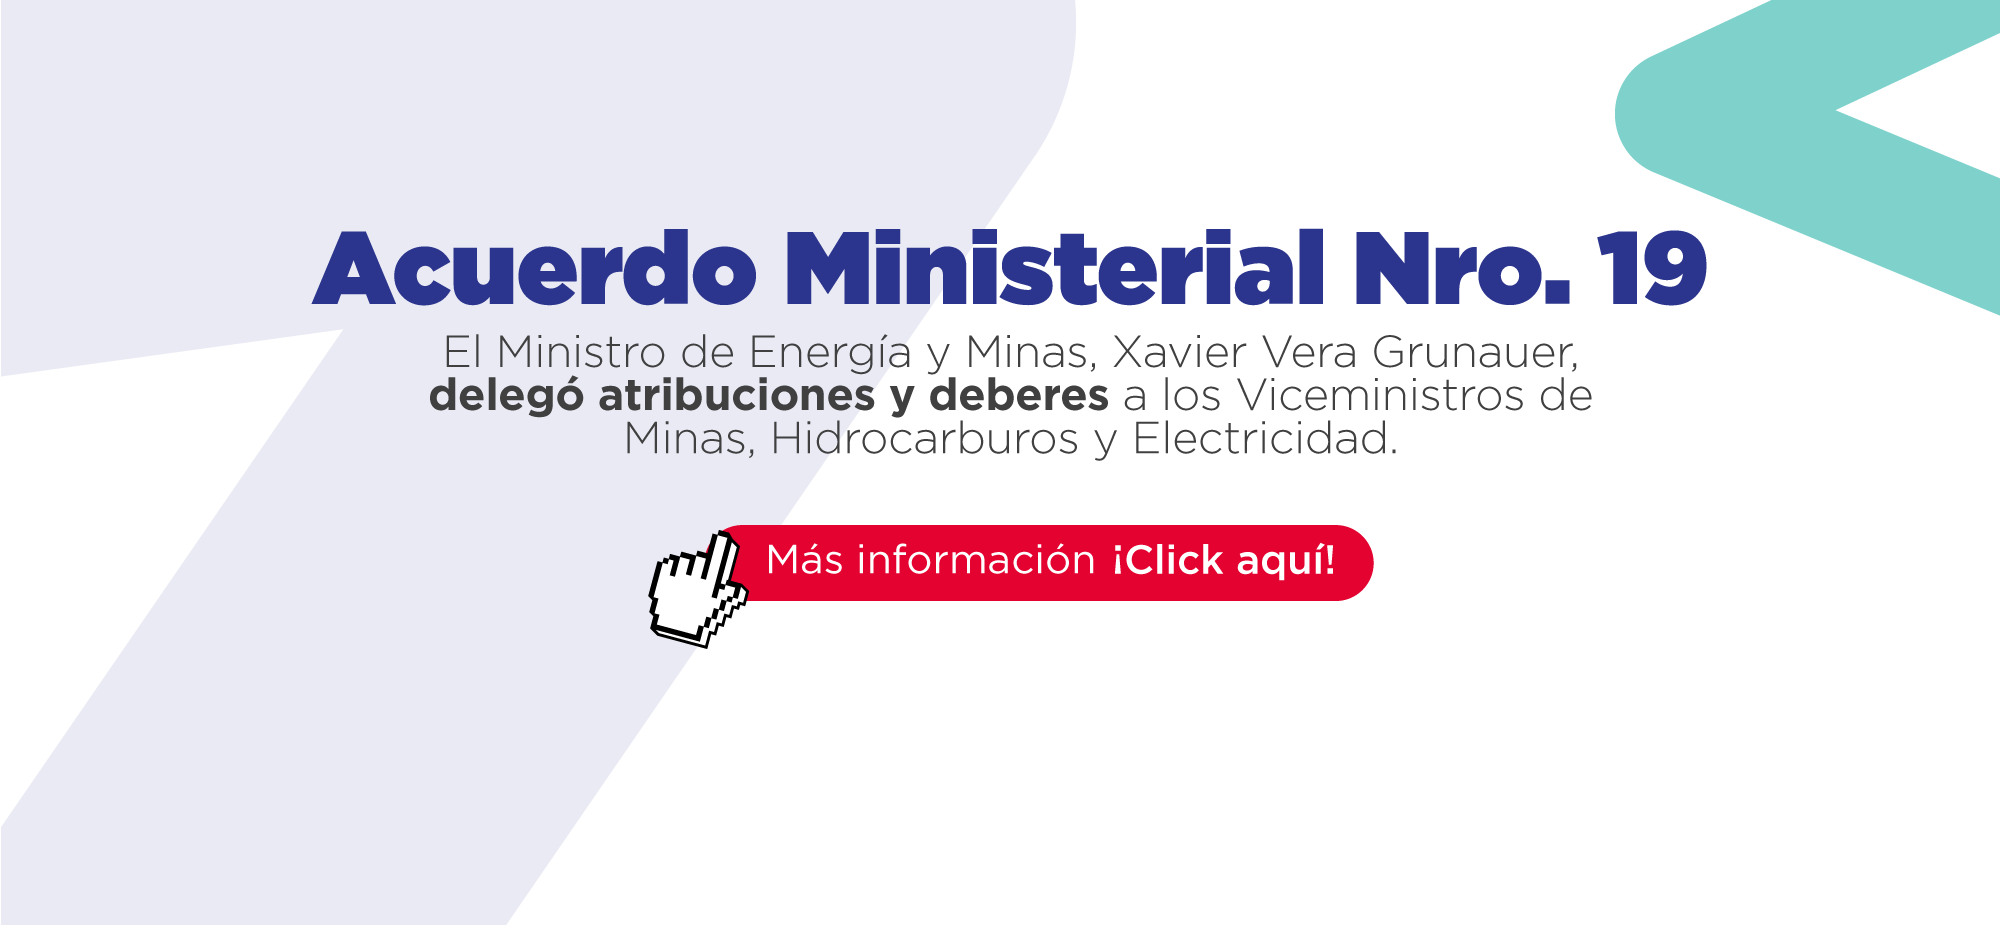 Acuerdo Ministerial Nro. 19
El Ministro de Energía y Minas, Xavier Vera Grunauer,
delegó atribuciones y deberes a los Viceministros de
Minas, Hidrocarburos y Electricidad.
Más información ¡Click aquí!